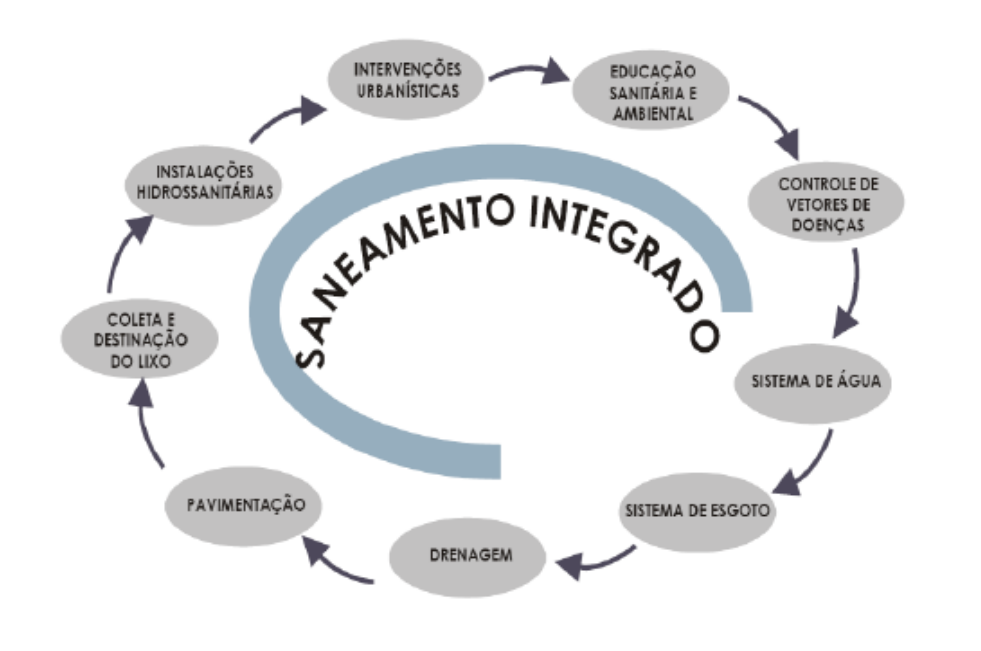 INTERVENÇÕES
URBANÍSTICAS
EDUCAÇÃO
SANITÁRIA E
AMBIENTAL
CONTROLE DE
VETORES DE
DOENÇAS
SISTEMA DE ÁGUA
SISTEMA DE ESGOTO
DRENAGEM
PAVIMENTAÇÃO
COLETA E
DESTINAÇÃO
DO LIXO
INSTALAÇÕES
HIDROSSANITÁRIAS
SANEAMENTO INTEGRADO